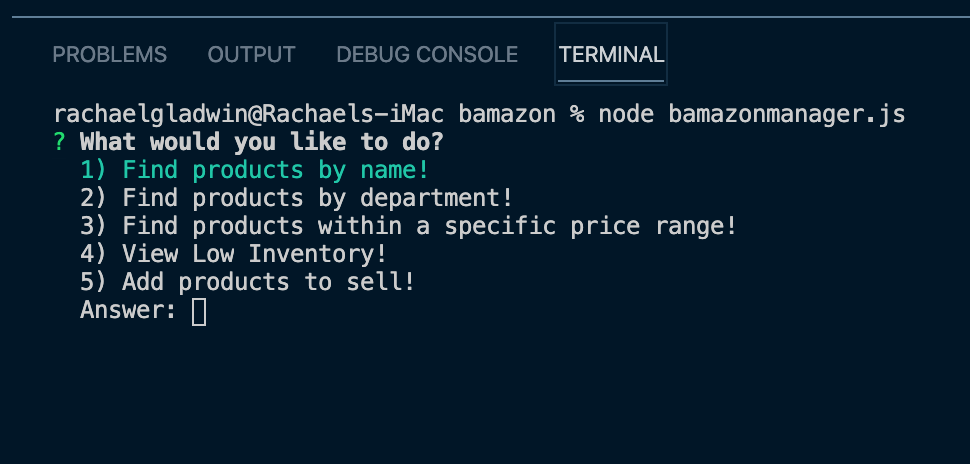 PROBLEMS OUTPUT DEBUG CONSOLE TERMINAL
rachaelgladwin@Rachaels-iMac bamazon % node bamazonmanager.js
? What would you like to do?
1) Find products by name!
2) Find products by department!
3) Find products within a specific price range!
4) View Low Inventory!
5) Add products to sell!
Answer: